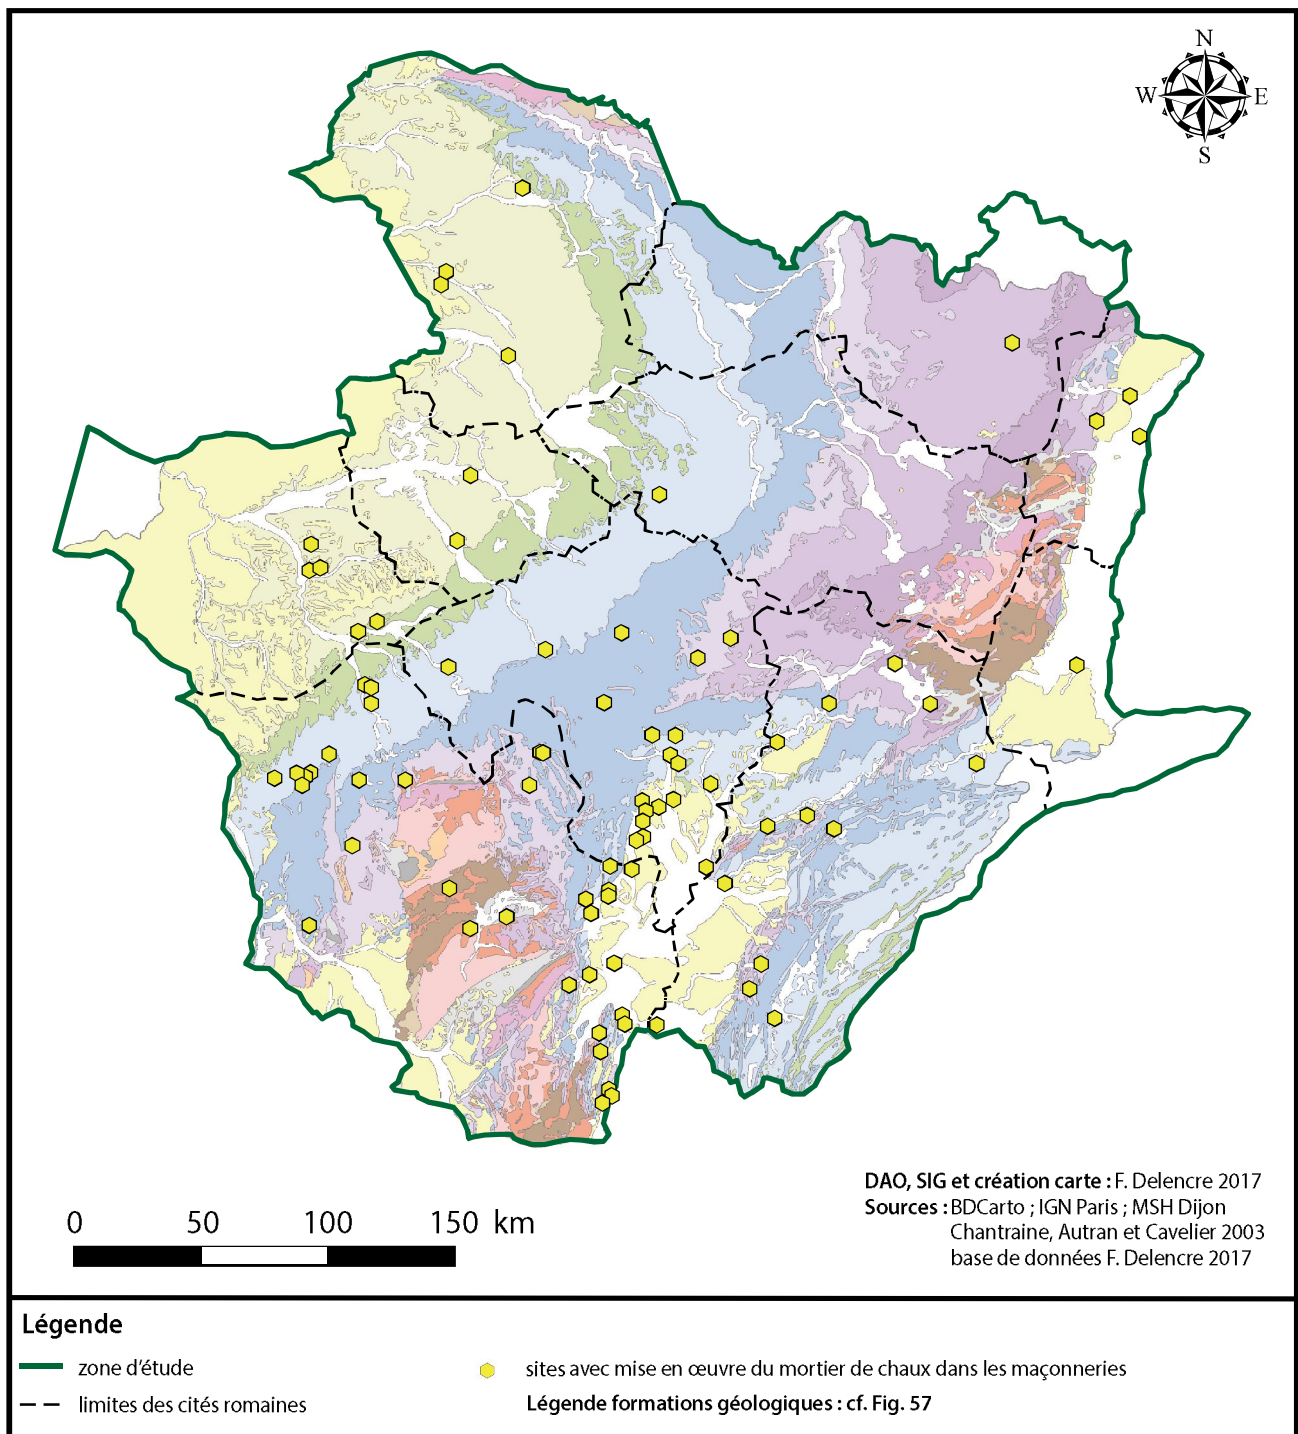 N
W E
S
DAO, SIG et création carte : F. Delencre 2017
Sources : BDCarto ; IGN Paris ; MSH Dijon
Chantraine, Autran et Cavelier 2003
base de données F. Delencre 2017
0 50 100 150 km
Légende
zone d'étude
sites avec mise en œuvre du mortier de chaux dans les maçonneries
limites des cités romaines
Légende formations géologiques : cf. Fig. 57